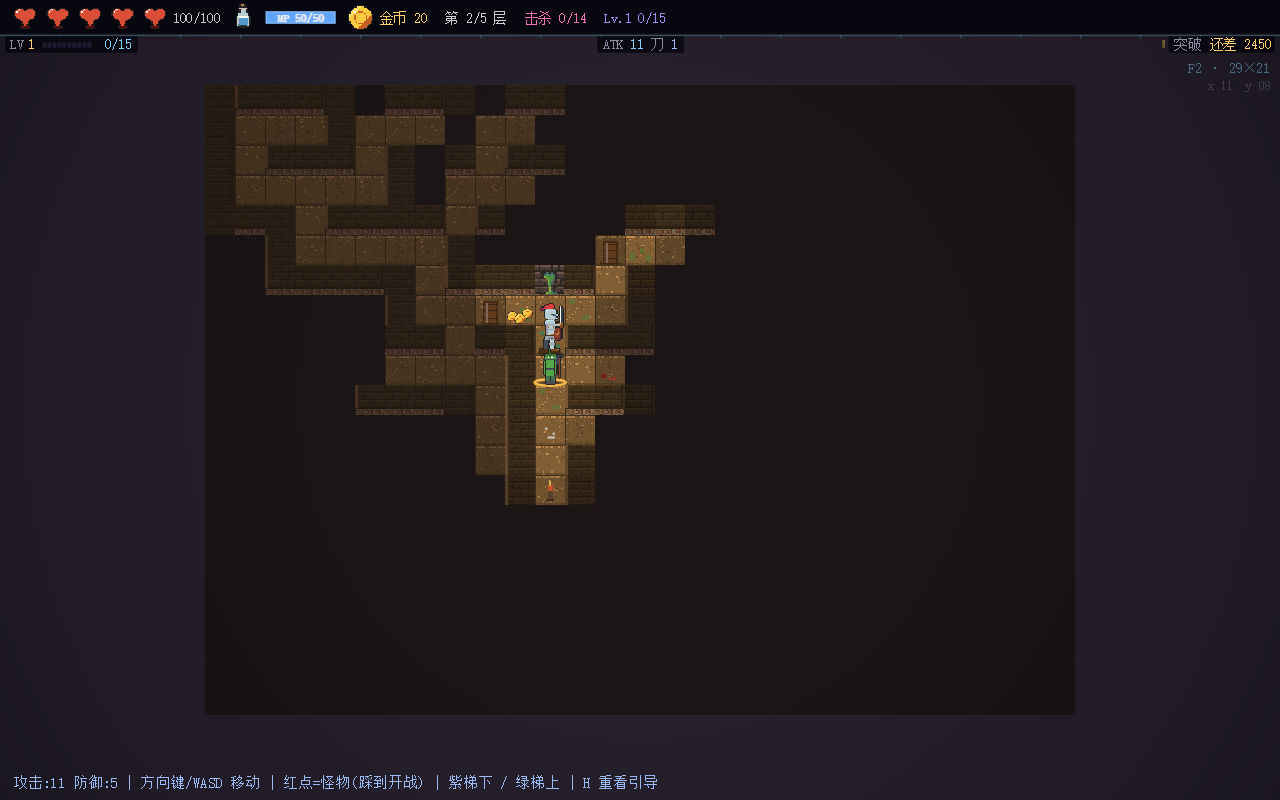 100/100 MP 50/50 金币 20 第 2/5 层 击杀 0/14 Lv.1 0/15
LV 1 0/15 ATK 11 刀 1 突破 还差 2450
F2 · 29×21
x 11 y 08
攻击:11 防御:5 | 方向键/WASD 移动 | 红点=怪物(踩到开战) | 紫梯下 / 绿梯上 | H 重看引导